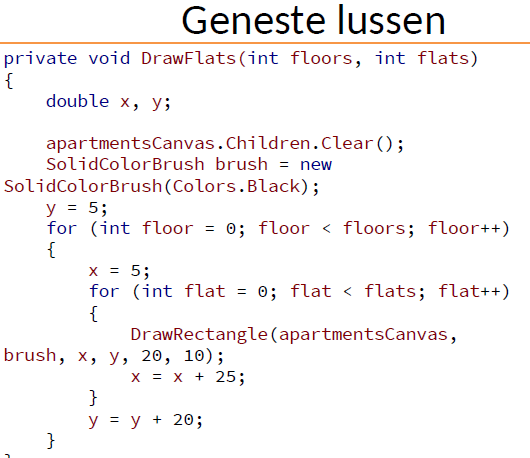 Geneste lussen
private void DrawFlats(int floors, int flats)
{
    double x, y;

    apartmentsCanvas.Children.Clear();
    SolidColorBrush brush = new
SolidColorBrush(Colors.Black);
    y = 5;
    for (int floor = 0; floor < floors; floor++)
    {
        x = 5;
        for (int flat = 0; flat < flats; flat++)
        {
            DrawRectangle(apartmentsCanvas,
brush, x, y, 20, 10);
            x = x + 25;
        }
        y = y + 20;
    }